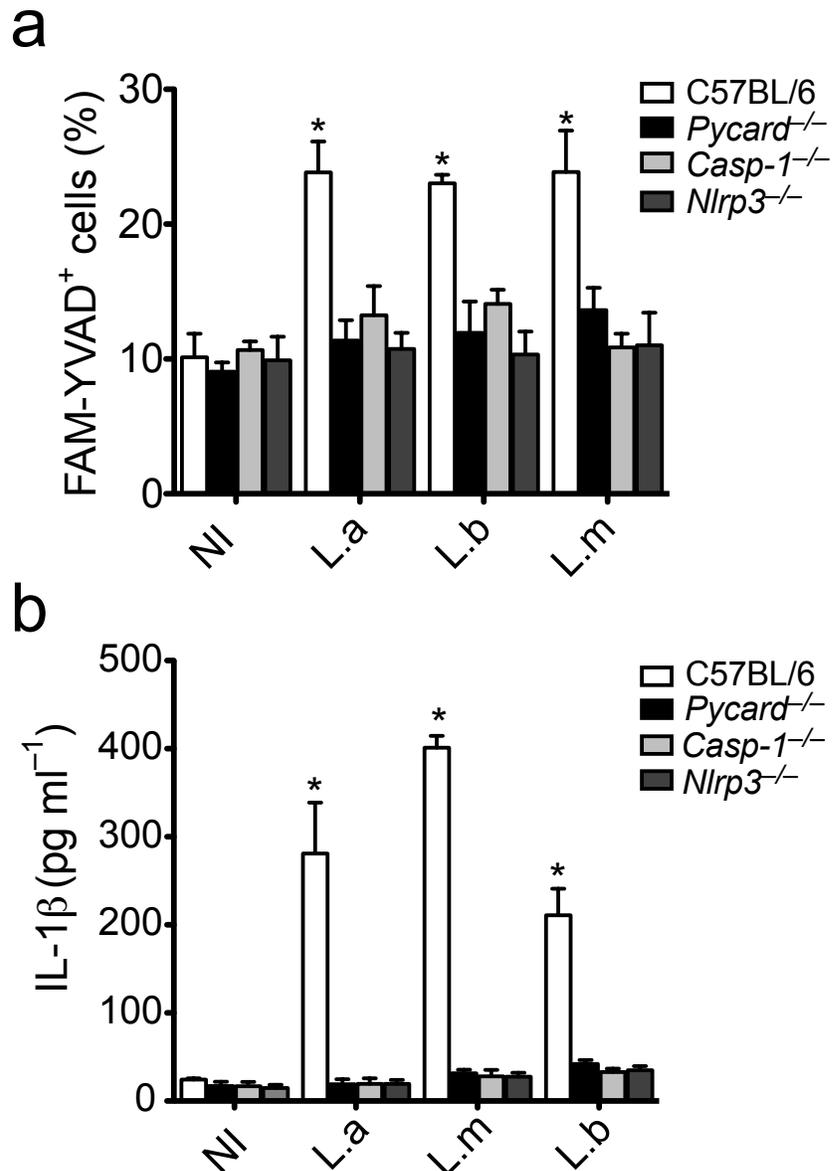 a
FAM-YVAD⁺ cells (%)
30
20
10
0
* * *
C57BL/6
Pycard–/–
Casp-1–/–
Nlrp3–/–
NI L.a L.b L.m
b
IL-1β (pg ml⁻¹)
500
400
300
200
100
0
* * *
C57BL/6
Pycard–/–
Casp-1–/–
Nlrp3–/–
NI L.a L.m L.b